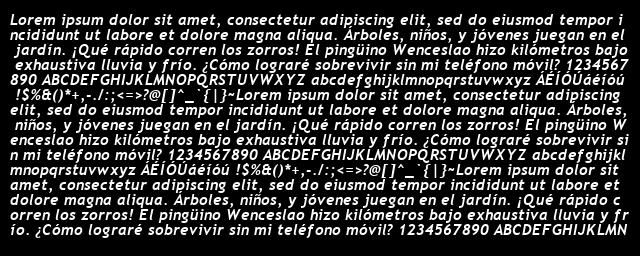 Lorem ipsum dolor sit amet, consectetur adipiscing elit, sed do eiusmod tempor i
ncididunt ut labore et dolore magna aliqua. Árboles, niños, y jóvenes juegan en el
jardín. ¡Qué rápido corren los zorros! El pingüino Wenceslao hizo kilómetros bajo
exhaustiva lluvia y frío. ¿Cómo lograré sobrevivir sin mi teléfono móvil? 1234567
890 ABCDEFGHIJKLMNOPQRSTUVWXYZ abcdefghijklmnopqrstuvwxyz ÁÉÍÓÚáéíóú
!$%&()*+,-./:;<=>?@[]^_`{|}~Lorem ipsum dolor sit amet, consectetur adipiscing
elit, sed do eiusmod tempor incididunt ut labore et dolore magna aliqua. Árboles,
niños, y jóvenes juegan en el jardín. ¡Qué rápido corren los zorros! El pingüino W
enceslao hizo kilómetros bajo exhaustiva lluvia y frío. ¿Cómo lograré sobrevivir si
n mi teléfono móvil? 1234567890 ABCDEFGHIJKLMNOPQRSTUVWXYZ abcdefghijkl
mnopqrstuvwxyz ÁÉÍÓÚáéíóú !$%&()*+,-./:;<=>?@[]^_`{|}~Lorem ipsum dolor sit
amet, consectetur adipiscing elit, sed do eiusmod tempor incididunt ut labore et
dolore magna aliqua. Árboles, niños, y jóvenes juegan en el jardín. ¡Qué rápido c
orren los zorros! El pingüino Wenceslao hizo kilómetros bajo exhaustiva lluvia y fr
ío. ¿Cómo lograré sobrevivir sin mi teléfono móvil? 1234567890 ABCDEFGHIJKLMN